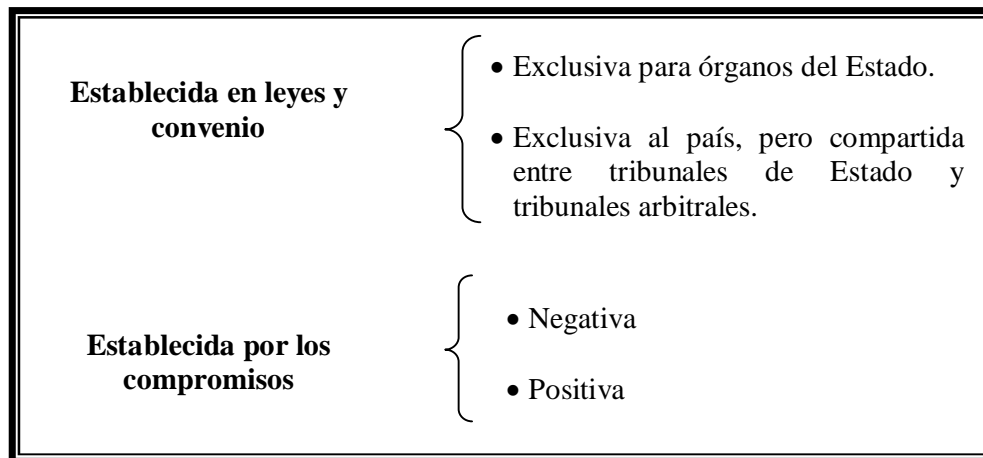 Establecida en leyes y
convenio
• Exclusiva para órganos del Estado.
• Exclusiva al país, pero compartida
entre tribunales de Estado y
tribunales arbitrales.
Establecida por los
compromisos
• Negativa
• Positiva